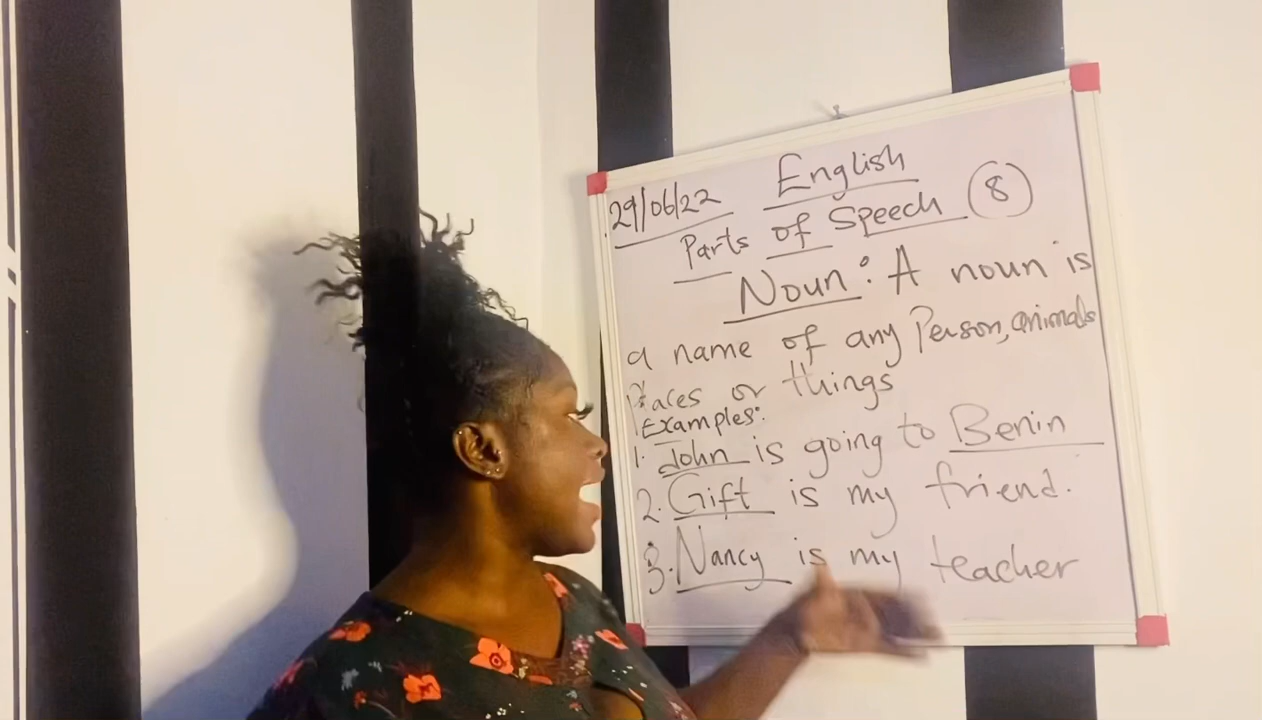 English
29/06/22
Parts of Speech (8)
Noun: A noun is
a name of any Person, animals
Places or things
Examples:
1. John is going to Benin
2. Gift is my friend.
3. Nancy is my teacher